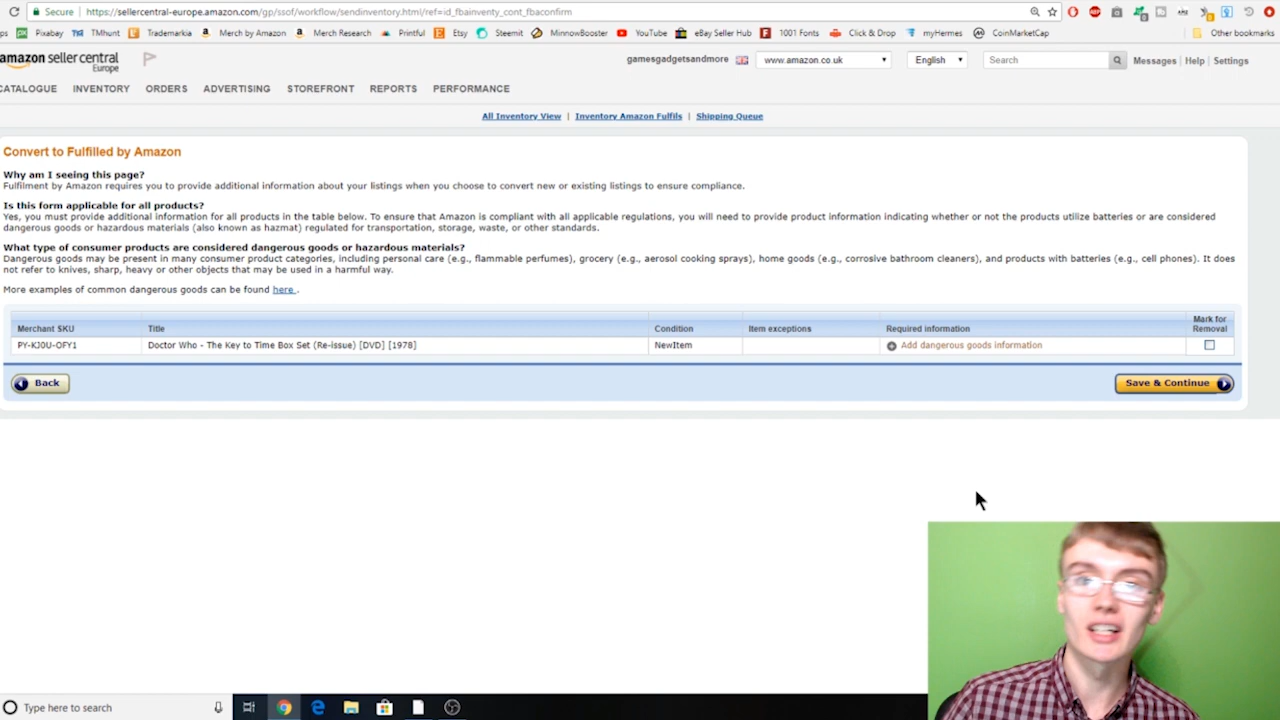 Secure
https://sellercentral-europe.amazon.com/gp/ssof/workflow/sendinventory.html/ref=id_fbainventy_cont_fbaconfirm
ps Pixabay TMhunt Trademarkia Merch by Amazon Merch Research Printful Etsy Steemit MinnowBooster YouTube eBay Seller Hub 1001 Fonts Click & Drop myHermes CoinMarketCap Other bookmarks
amazon seller central
Europe
gamesgadgetsandmore www.amazon.co.uk English Search Messages Help Settings
CATALOGUE INVENTORY ORDERS ADVERTISING STOREFRONT REPORTS PERFORMANCE
All Inventory View | Inventory Amazon Fulfils | Shipping Queue
Convert to Fulfilled by Amazon
Why am I seeing this page?
Fulfilment by Amazon requires you to provide additional information about your listings when you choose to convert new or existing listings to ensure compliance.
Is this form applicable for all products?
Yes, you must provide additional information for all products in the table below. To ensure that Amazon is compliant with all applicable regulations, you will need to provide product information indicating whether or not the products utilize batteries or are considered
dangerous goods or hazardous materials (also known as hazmat) regulated for transportation, storage, waste, or other standards.
What type of consumer products are considered dangerous goods or hazardous materials?
Dangerous goods may be present in many consumer product categories, including personal care (e.g., flammable perfumes), grocery (e.g., aerosol cooking sprays), home goods (e.g., corrosive bathroom cleaners), and products with batteries (e.g., cell phones). It does
not refer to knives, sharp, heavy or other objects that may be used in a harmful way.
More examples of common dangerous goods can be found here .
Merchant SKU Title Condition Item exceptions Required information Mark for
Removal
PY-KJ0U-OFY1 Doctor Who - The Key to Time Box Set (Re-issue) [DVD] [1978] NewItem Add dangerous goods information
Back Save & Continue
Type here to search